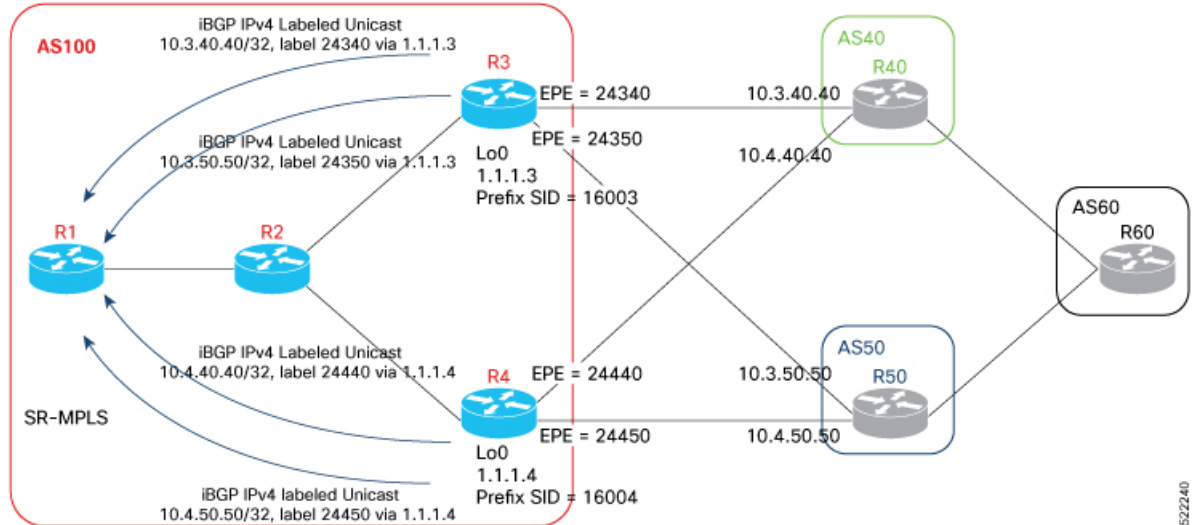 iBGP IPv4 Labeled Unicast
10.3.40.40/32, label 24340 via 1.1.1.3
AS100
R3
AS40
R40
EPE = 24340
10.3.40.40
iBGP IPv4 Labeled Unicast
10.3.50.50/32, label 24350 via 1.1.1.3
EPE = 24350
10.4.40.40
Lo0
1.1.1.3
Prefix SID = 16003
AS60
R60
R1
R2
iBGP IPv4 Labeled Unicast
10.4.40.40/32, label 24440 via 1.1.1.4
AS50
R50
R4
EPE = 24440
10.3.50.50
SR-MPLS
EPE = 24450
10.4.50.50
Lo0
1.1.1.4
Prefix SID = 16004
iBGP IPv4 labeled Unicast
10.4.50.50/32, label 24450 via 1.1.1.4
522240